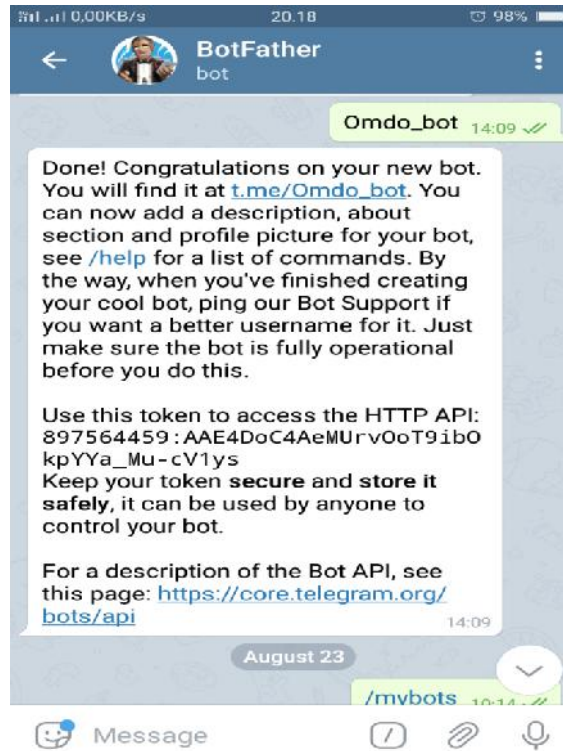 0,00KB/s 20.18 98%
BotFather
bot
Omdo_bot 14:09
Done! Congratulations on your new bot.
You will find it at t.me/Omdo_bot. You
can now add a description, about
section and profile picture for your bot,
see /help for a list of commands. By
the way, when you've finished creating
your cool bot, ping our Bot Support if
you want a better username for it. Just
make sure the bot is fully operational
before you do this.
Use this token to access the HTTP API:
897564459:AAE4DoC4AeMUrvOoT9ibO
kpYYa_Mu-cV1ys
Keep your token secure and store it
safely, it can be used by anyone to
control your bot.
For a description of the Bot API, see
this page: https://core.telegram.org/
bots/api
14:09
August 23
/mybots 10:14
Message